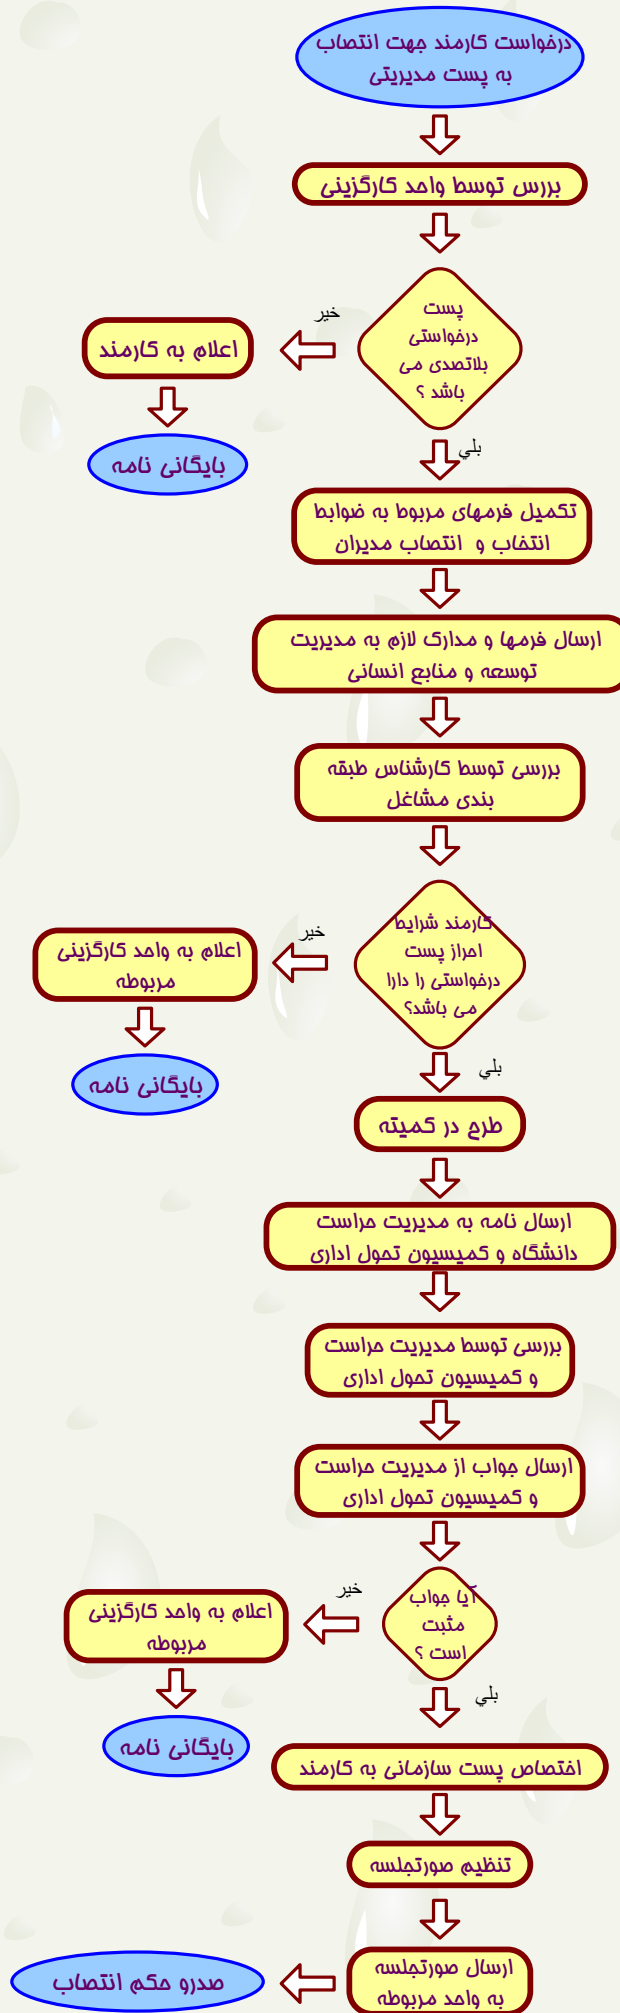 درخواست کارمند جهت انتصاب
به پست مدیریتی
بررس توسط واحد کارگزینی
پست
درخواستی
بلاتصدی می
باشد ؟
خير
اعلام به کارمند
بایگانی نامه
بلي
تکمیل فرمهای مربوط به ضوابط
انتخاب و انتصاب مدیران
ارسال فرمها و مدارک لازم به مدیریت
توسعه و منابع انسانی
بررسی توسط کارشناس طبقه
بندی مشاغل
کارمند شرایط
احراز پست
درخواستی را دارا
می باشد؟
خير
اعلام به واحد کارگزینی
مربوطه
بایگانی نامه
بلي
طرح در کمیته
ارسال نامه به مدیریت حراست
دانشگاه و کمیسیون تحول اداری
بررسی توسط مدیریت حراست
و کمیسیون تحول اداری
ارسال جواب از مدیریت حراست
و کمیسیون تحول اداری
آیا جواب
مثبت
است ؟
خير
اعلام به واحد کارگزینی
مربوطه
بایگانی نامه
بلي
اختصاص پست سازمانی به کارمند
تنظیم صورتجلسه
ارسال صورتجلسه
به واحد مربوطه
صدرو حکم انتصاب